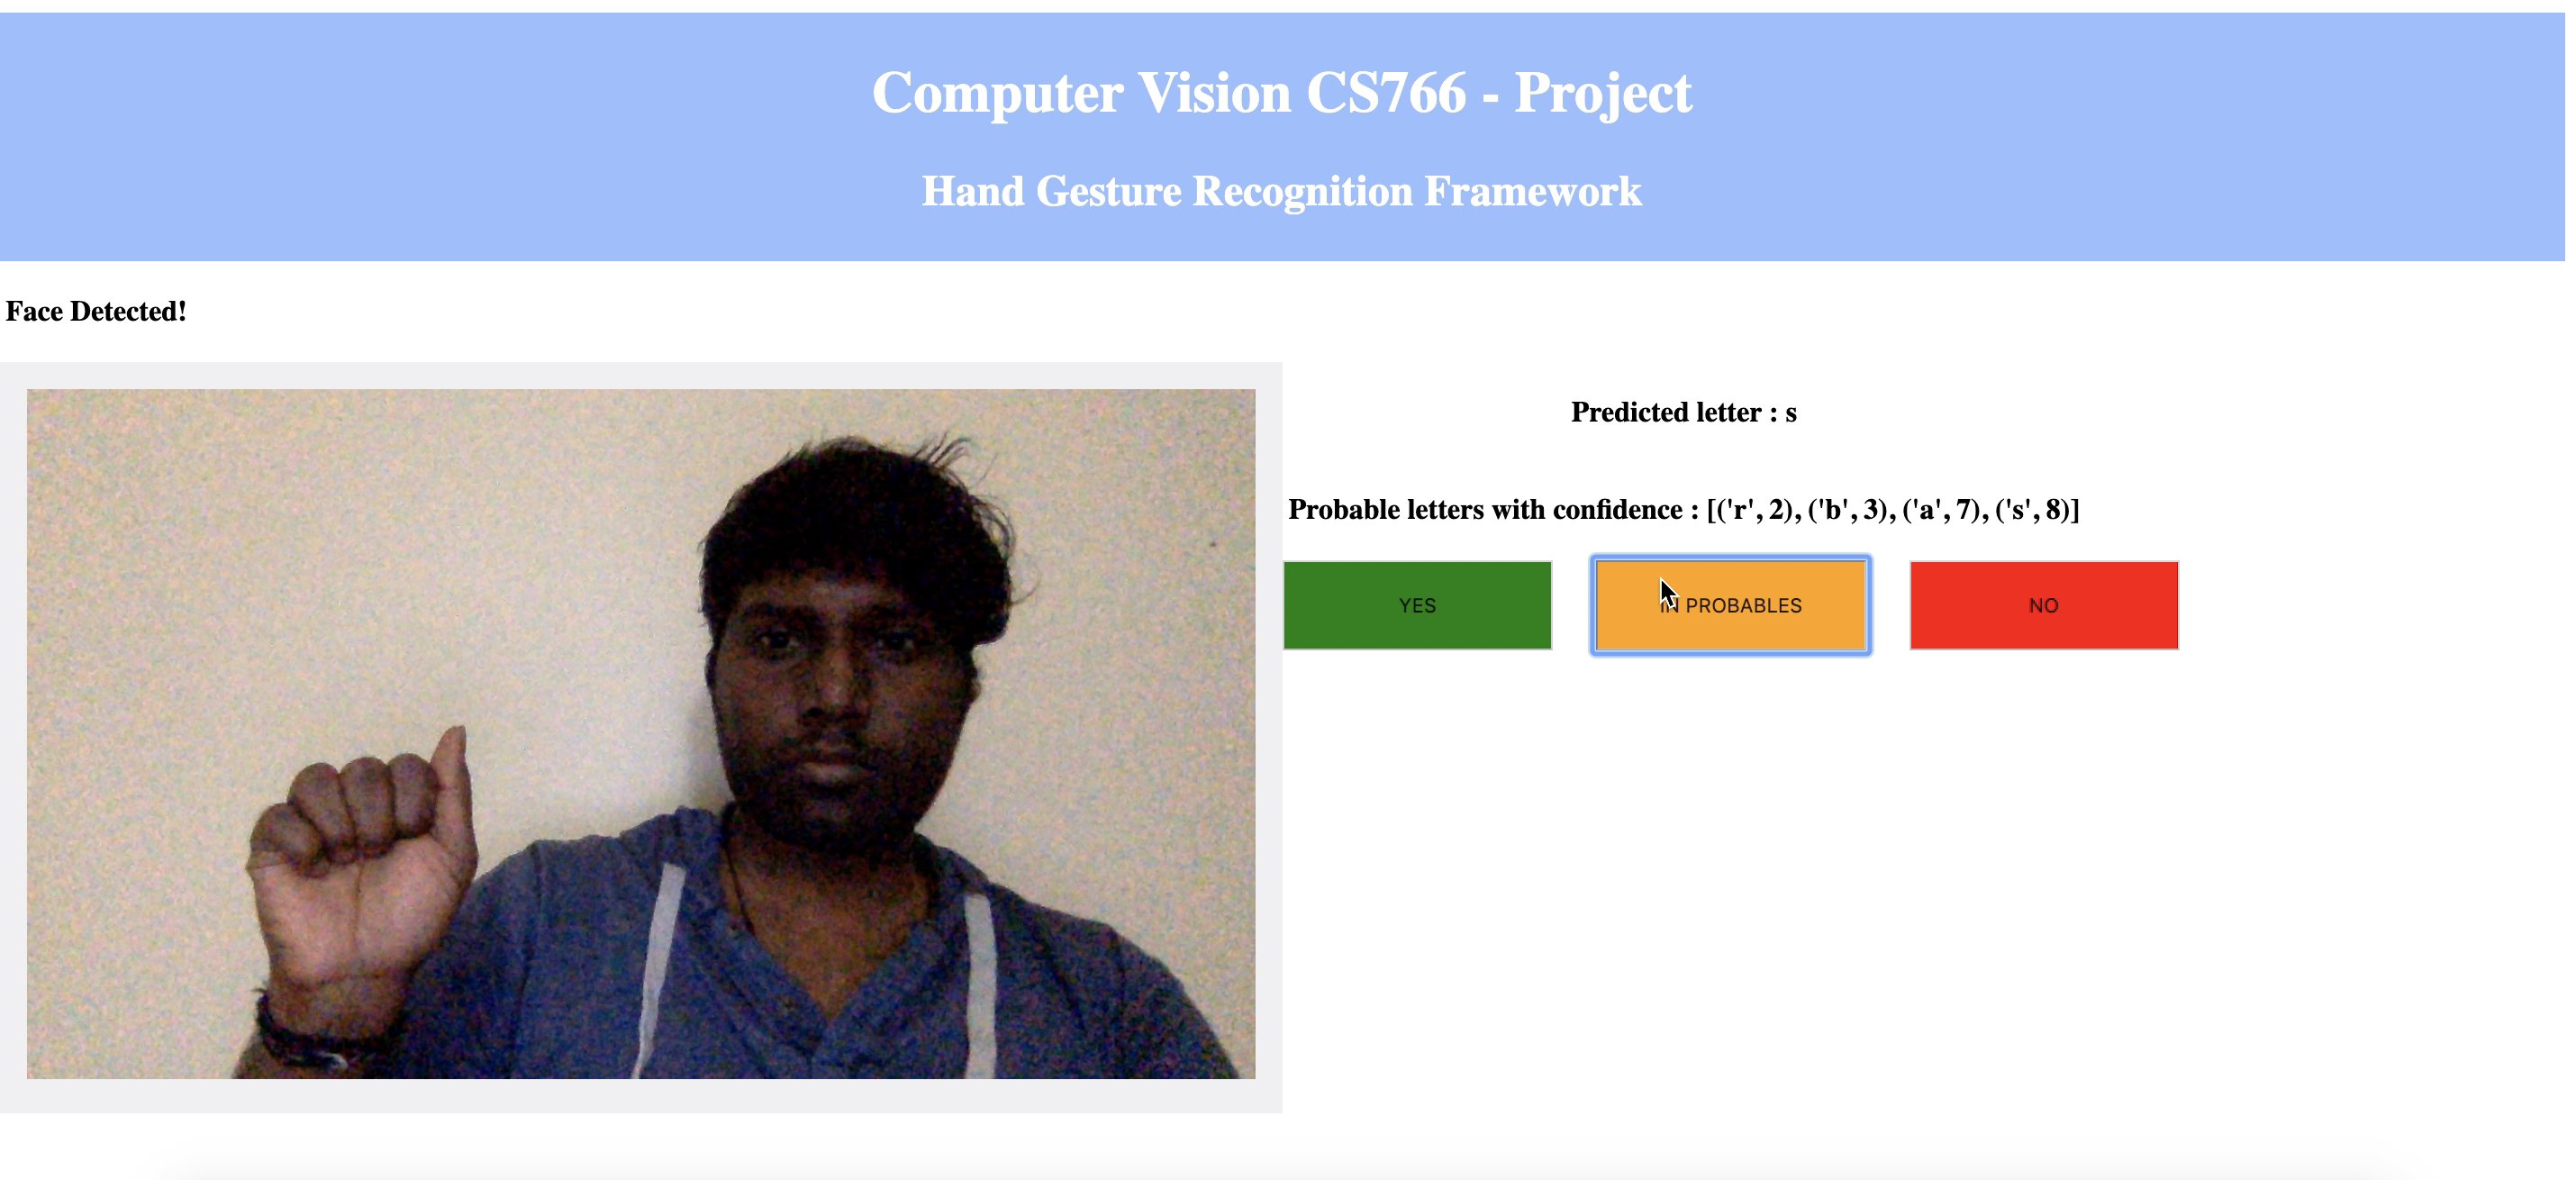 Computer Vision CS766 - Project
Hand Gesture Recognition Framework
Face Detected!
Predicted letter : s
Probable letters with confidence : [('r', 2), ('b', 3), ('a', 7), ('s', 8)]
YES
IN PROBABLES
NO